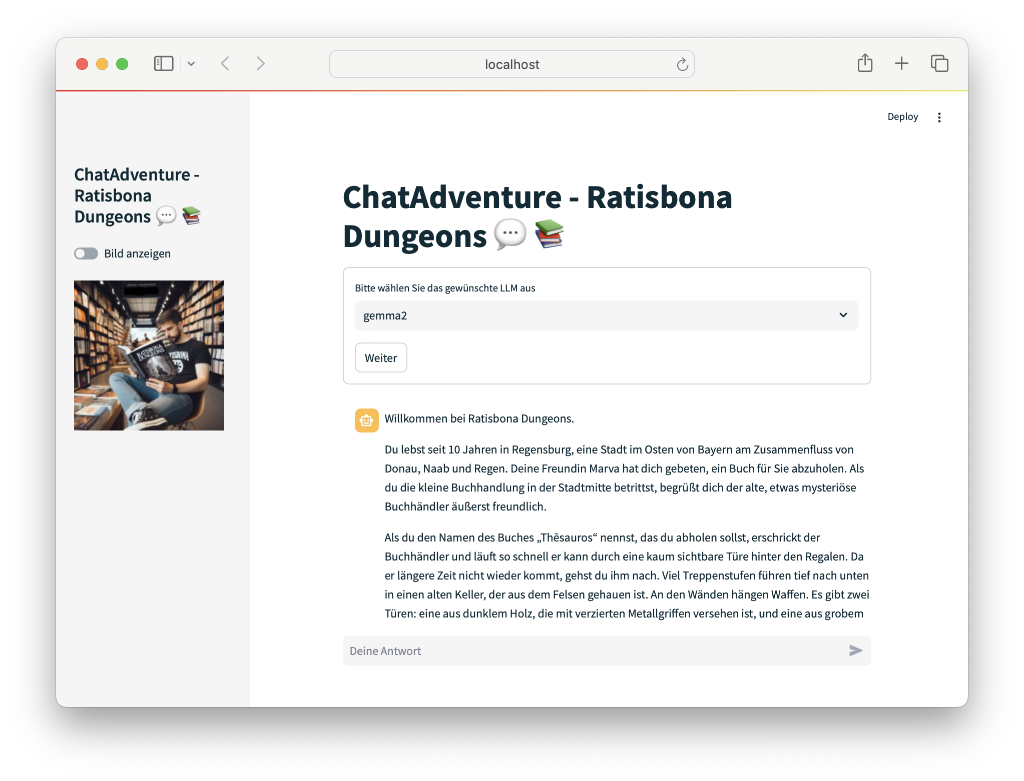 localhost
Deploy
ChatAdventure -
Ratisbona
Dungeons 💬 📚
Bild anzeigen
RATISBONA
DUNGEONS
ChatAdventure - Ratisbona
Dungeons 💬 📚
Bitte wählen Sie das gewünschte LLM aus
gemma2
Weiter
Willkommen bei Ratisbona Dungeons.
Du lebst seit 10 Jahren in Regensburg, eine Stadt im Osten von Bayern am Zusammenfluss von
Donau, Naab und Regen. Deine Freundin Marva hat dich gebeten, ein Buch für Sie abzuholen. Als
du die kleine Buchhandlung in der Stadtmitte betrittst, begrüßt dich der alte, etwas mysteriöse
Buchhändler äußerst freundlich.
Als du den Namen des Buches „Thēsauros“ nennst, das du abholen sollst, erschrickt der
Buchhändler und läuft so schnell er kann durch eine kaum sichtbare Türe hinter den Regalen. Da
er längere Zeit nicht wieder kommt, gehst du ihm nach. Viel Treppenstufen führen tief nach unten
in einen alten Keller, der aus dem Felsen gehauen ist. An den Wänden hängen Waffen. Es gibt zwei
Türen: eine aus dunklem Holz, die mit verzierten Metallgriffen versehen ist, und eine aus grobem
Deine Antwort